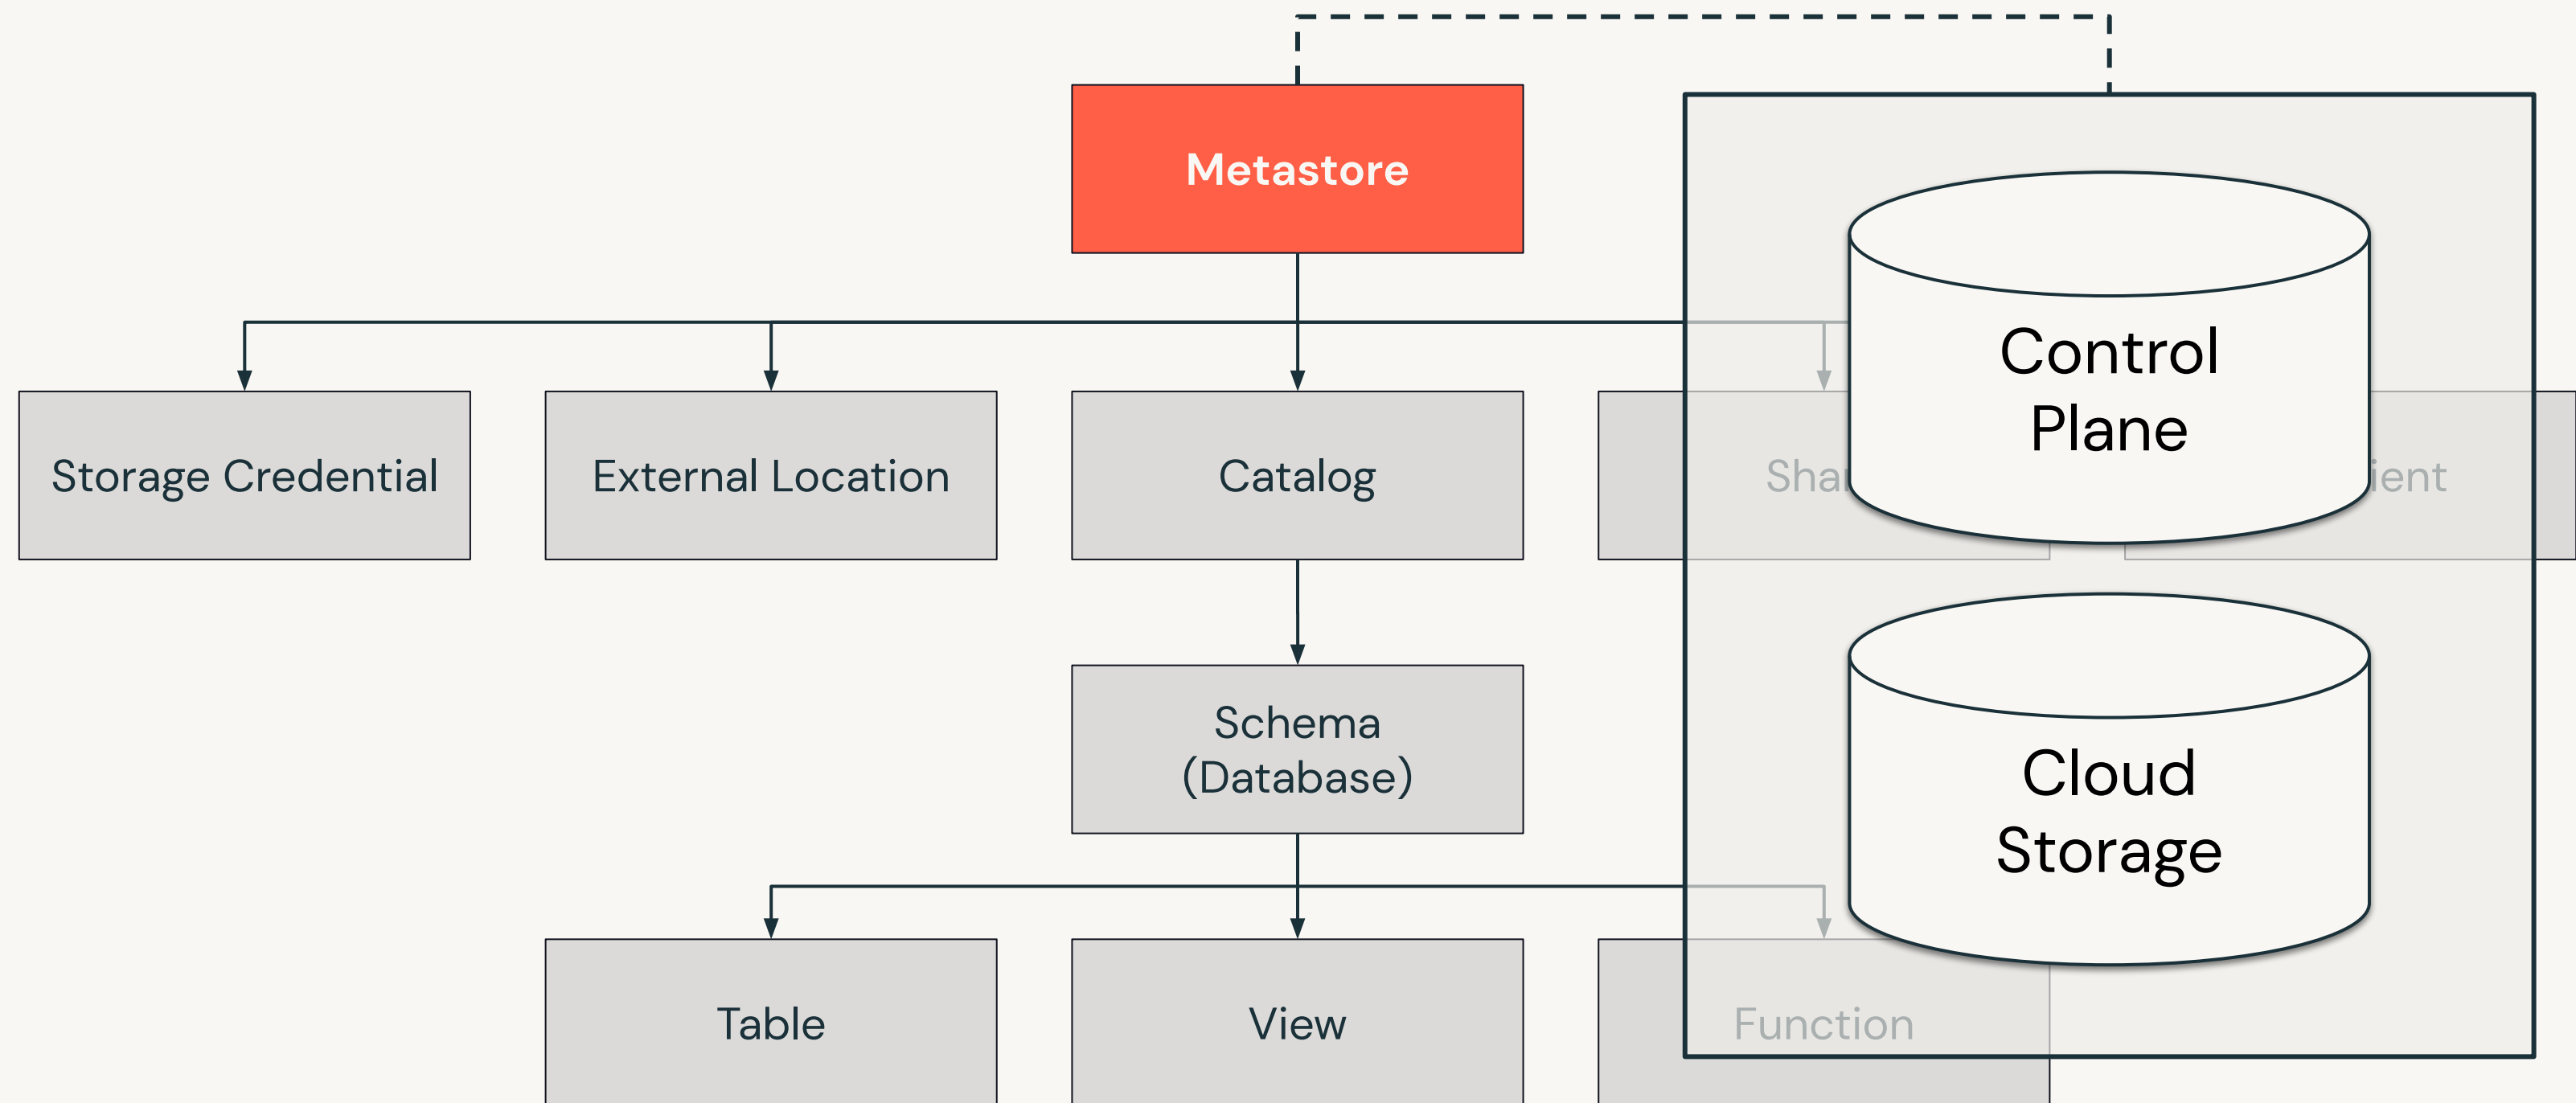 Metastore
Control
Plane
Storage Credential
External Location
Catalog
Schema
(Database)
Cloud
Storage
Table
View
Function